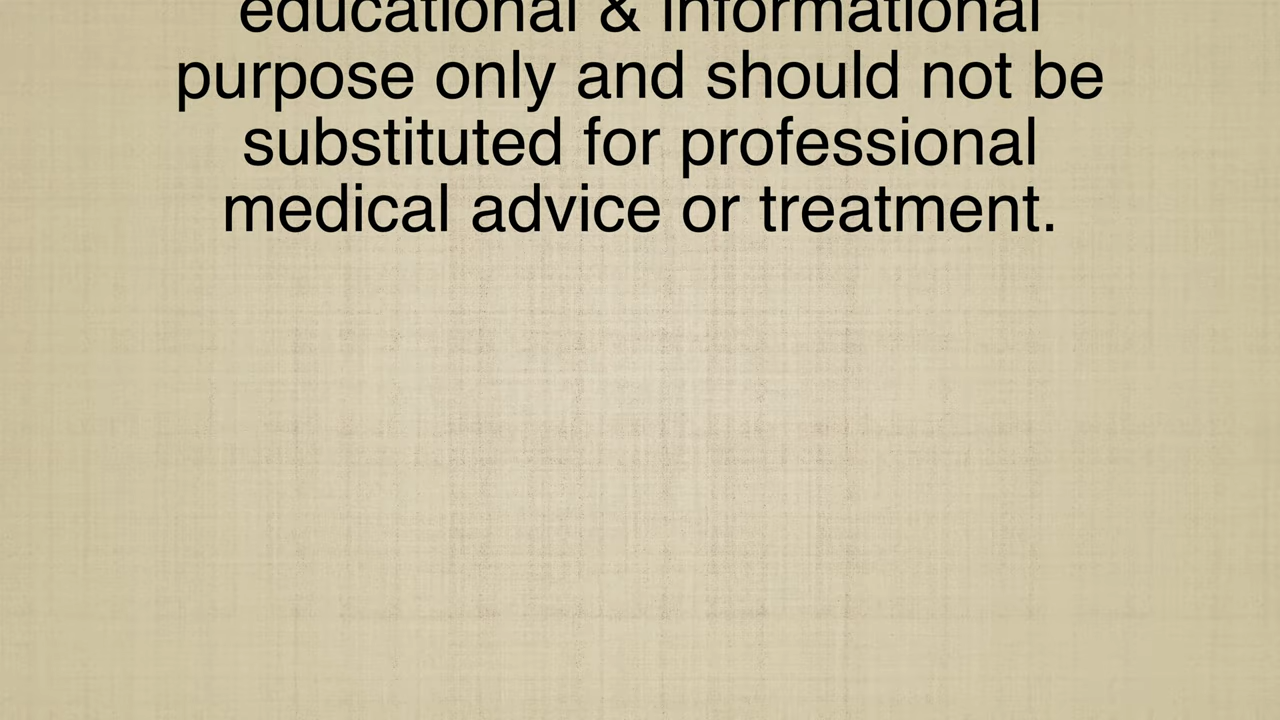 educational & informational
purpose only and should not be
substituted for professional
medical advice or treatment.